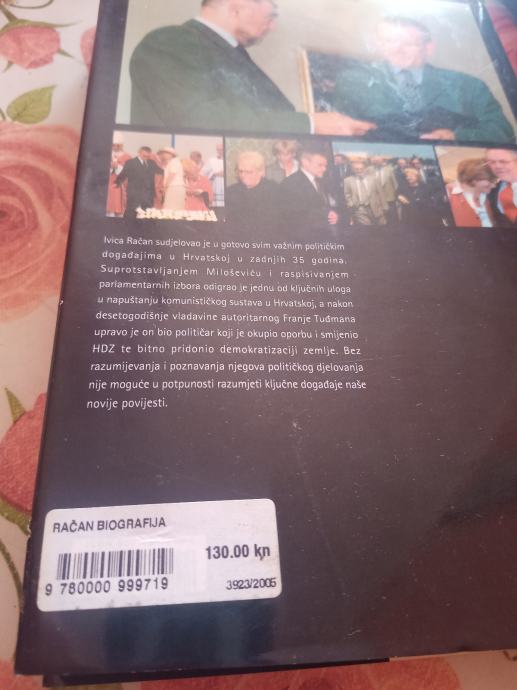 Ivica Račan sudjelovao je u gotovo svim važnim političkim
događajima u Hrvatskoj u zadnjih 35 godina.
Suprotstavljanjem Miloševiću i raspisivanjem
parlamentarnih izbora odigrao je jednu od ključnih uloga
u napuštanju komunističkog sustava u Hrvatskoj, a nakon
desetogodišnje vladavine autoritarnog Franje Tuđmana
upravo je on bio političar koji je okupio oporbu i smijenio
HDZ te bitno pridonio demokratizaciji zemlje. Bez
razumijevanja i poznavanja njegova političkog djelovanja
nije moguće u potpunosti razumjeti ključne događaje naše
novije povijesti.
RAČAN BIOGRAFIJA
130.00 kn
9 780000 999719
3923/2005